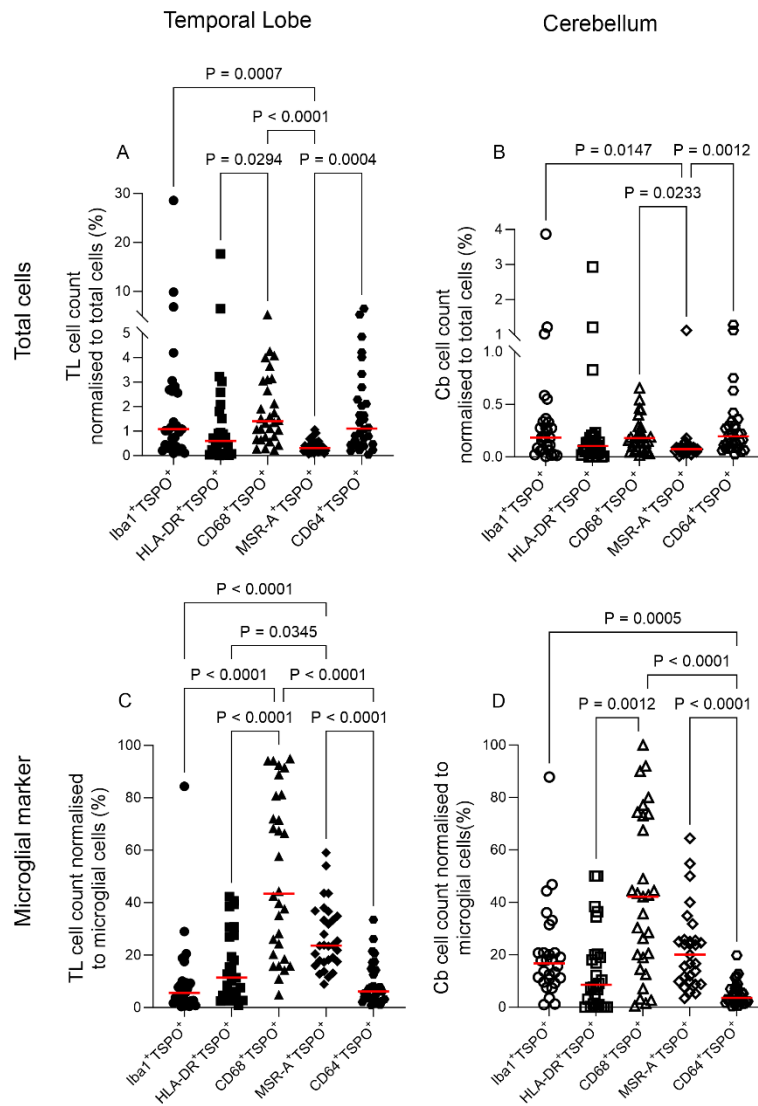 Temporal Lobe
Cerebellum
Total cells
A
P = 0.0007
P < 0.0001
P = 0.0294
P = 0.0004
TL cell count
normalised to total cells (%)
30
20
10
5
4
3
2
1
0
Iba1⁺TSPO⁺
HLA-DR⁺TSPO⁺
CD68⁺TSPO⁺
MSR-A⁺TSPO⁺
CD64⁺TSPO⁺
B
P = 0.0147
P = 0.0012
P = 0.0233
Cb cell count
normalised to total cells (%)
4
3
2
1
1.0
0.5
0.0
Iba1⁺TSPO⁺
HLA-DR⁺TSPO⁺
CD68⁺TSPO⁺
MSR-A⁺TSPO⁺
CD64⁺TSPO⁺
Microglial marker
C
P < 0.0001
P = 0.0345
P < 0.0001
P < 0.0001
P < 0.0001
P < 0.0001
TL cell count normalised
to microglial cells (%)
100
80
60
40
20
0
Iba1⁺TSPO⁺
HLA-DR⁺TSPO⁺
CD68⁺TSPO⁺
MSR-A⁺TSPO⁺
CD64⁺TSPO⁺
D
P = 0.0005
P < 0.0001
P = 0.0012
P < 0.0001
Cb cell count normalised to
microglial cells(%)
100
80
60
40
20
0
Iba1⁺TSPO⁺
HLA-DR⁺TSPO⁺
CD68⁺TSPO⁺
MSR-A⁺TSPO⁺
CD64⁺TSPO⁺